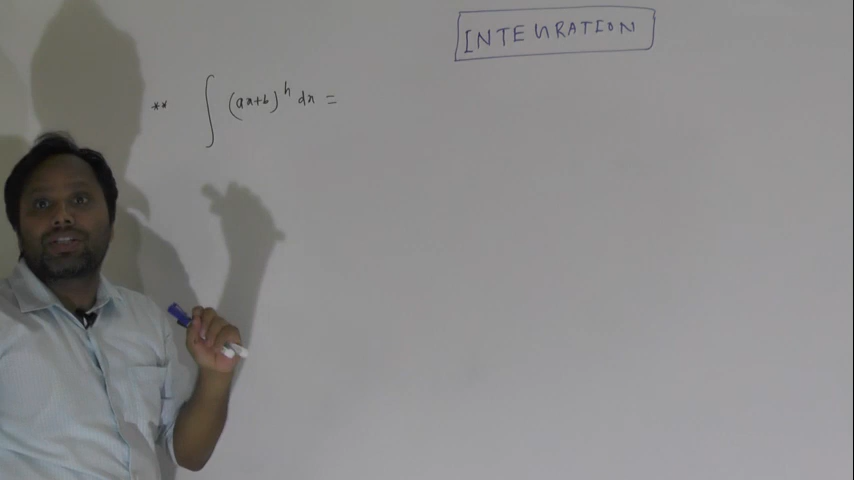 INTEGRATION
** ∫ (ax+b)^n dx =